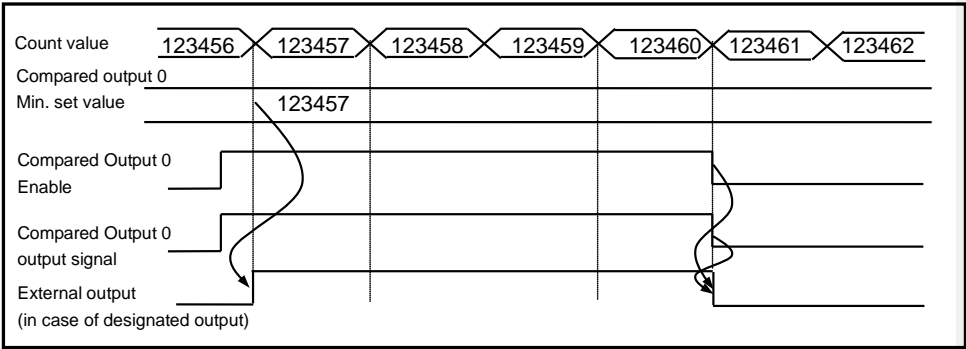 Count value 123456 123457 123458 123459 123460 123461 123462
Compared output 0
Min. set value 123457
Compared Output 0
Enable
Compared Output 0
output signal
External output
(in case of designated output)